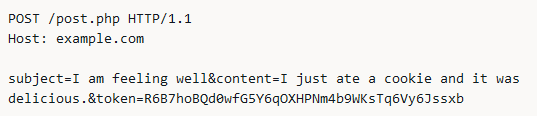 POST /post.php HTTP/1.1
Host: example.com
subject=I am feeling well&content=I just ate a cookie and it was
delicious.&token=R6B7hoBQd0wfG5Y6qOXHPNm4b9WKsTq6Vy6Jssxb